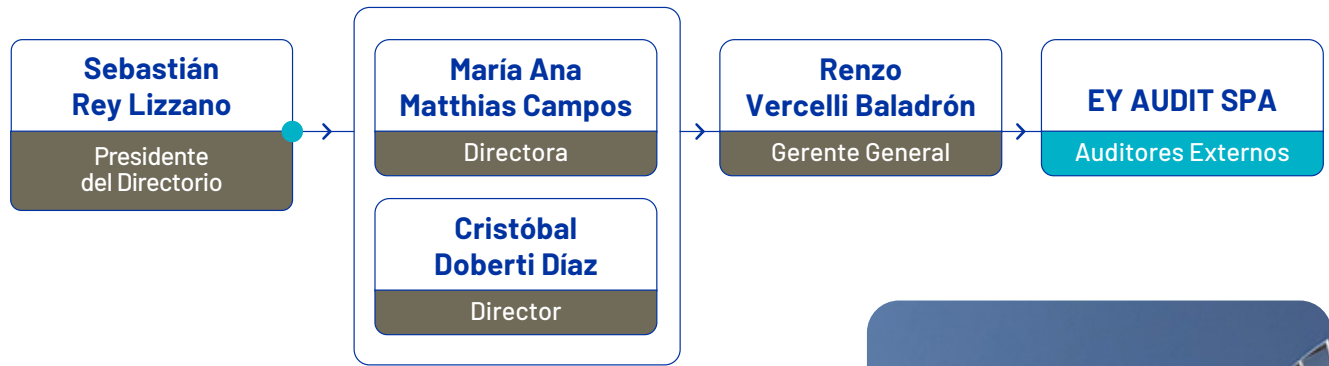 Sebastián
Rey Lizzano
Presidente
del Directorio
María Ana
Matthias Campos
Directora
Cristóbal
Doberti Díaz
Director
Renzo
Vercelli Baladrón
Gerente General
EY AUDIT SPA
Auditores Externos